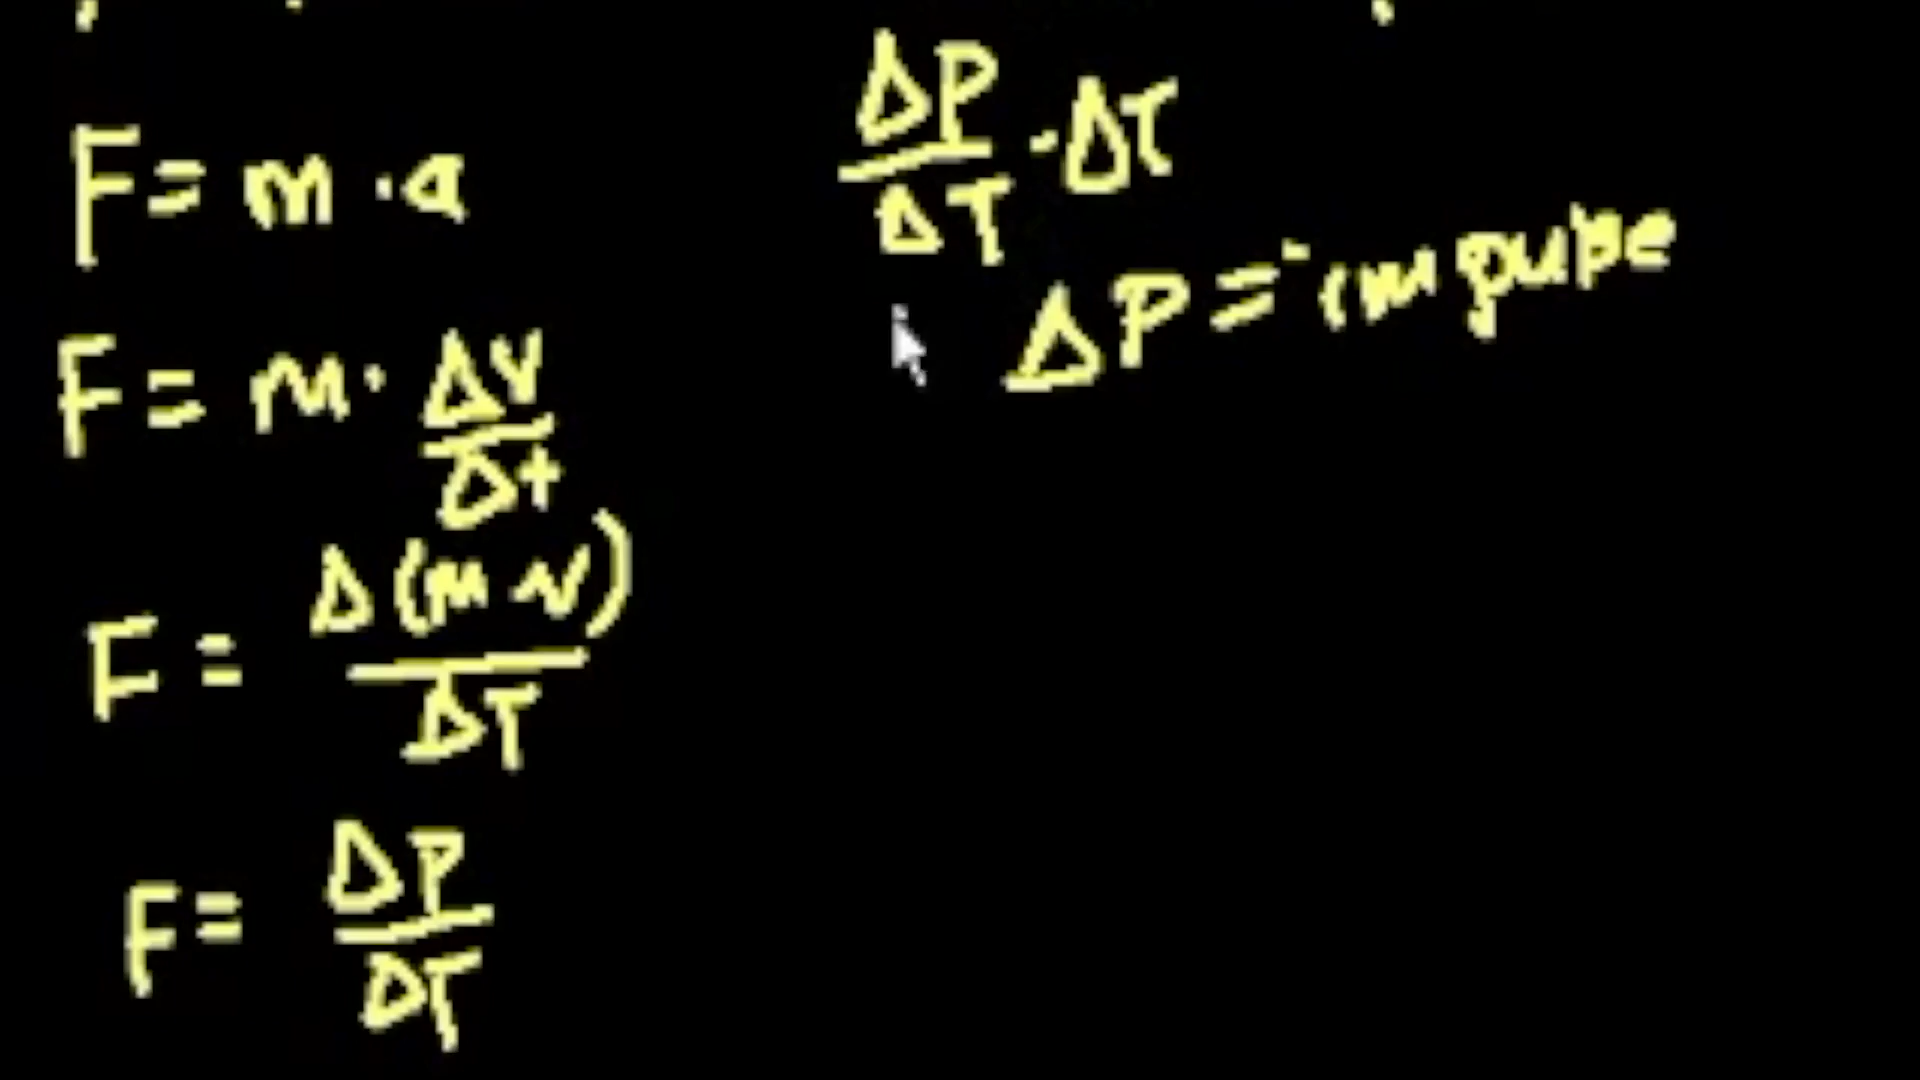 F = m · a
F = m · Δv/Δt
F = Δ(mv)/ΔT
F = ΔP/ΔT
ΔP/ΔT · ΔT
ΔP = impulse